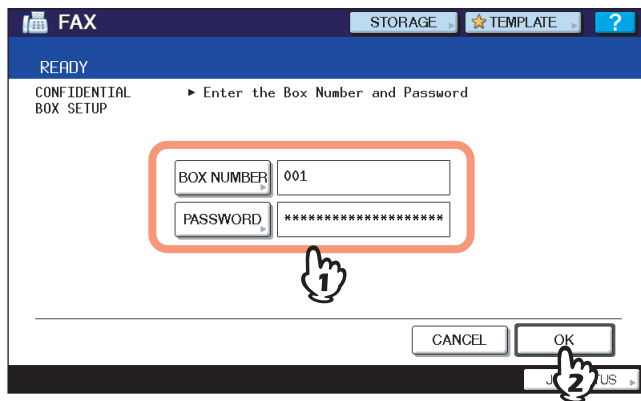 FAX STORAGE TEMPLATE ?
READY
CONFIDENTIAL ► Enter the Box Number and Password
BOX SETUP
BOX NUMBER 001
PASSWORD ********************
1
CANCEL OK
2